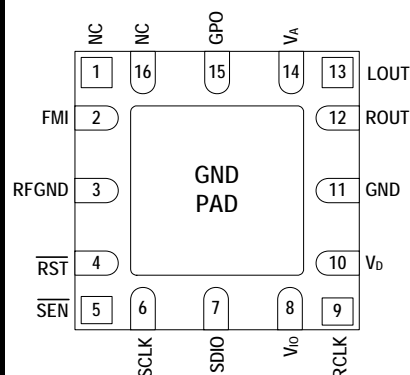 NC
NC
GPO
VA
1
16
15
14
13
LOUT
FMI
2
12
ROUT
RFGND
3
GND
PAD
11
GND
RST
4
10
VD
SEN
5
6
7
8
9
SCLK
SDIO
VIO
RCLK